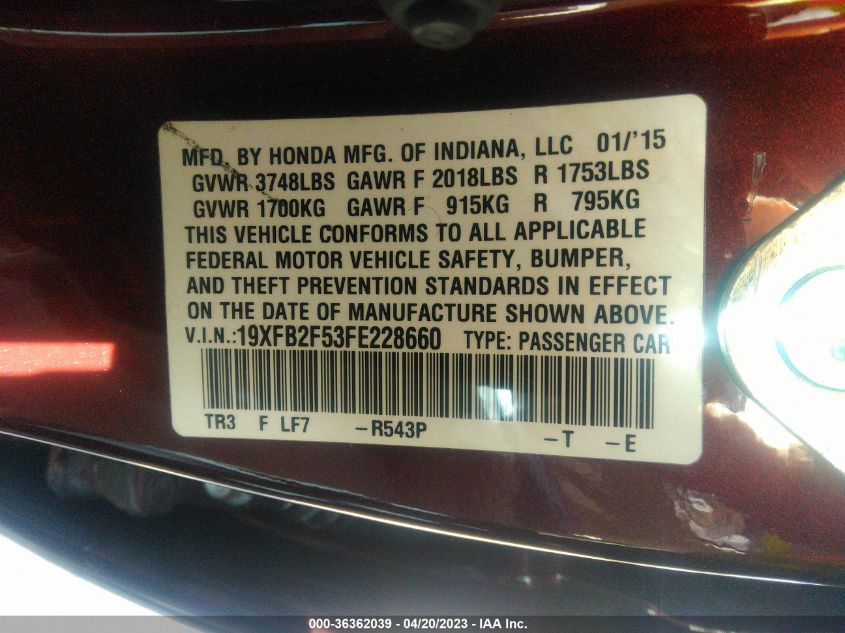 MFD. BY HONDA MFG. OF INDIANA, LLC 01/'15
GVWR 3748LBS GAWR F 2018LBS R 1753LBS
GVWR 1700KG GAWR F 915KG R 795KG
THIS VEHICLE CONFORMS TO ALL APPLICABLE
FEDERAL MOTOR VEHICLE SAFETY, BUMPER,
AND THEFT PREVENTION STANDARDS IN EFFECT
ON THE DATE OF MANUFACTURE SHOWN ABOVE.
V.I.N.:19XFB2F53FE228660 TYPE: PASSENGER CAR
TR3 F LF7 –R543P –T –E
000-36362039 - 04/20/2023 - IAA Inc.